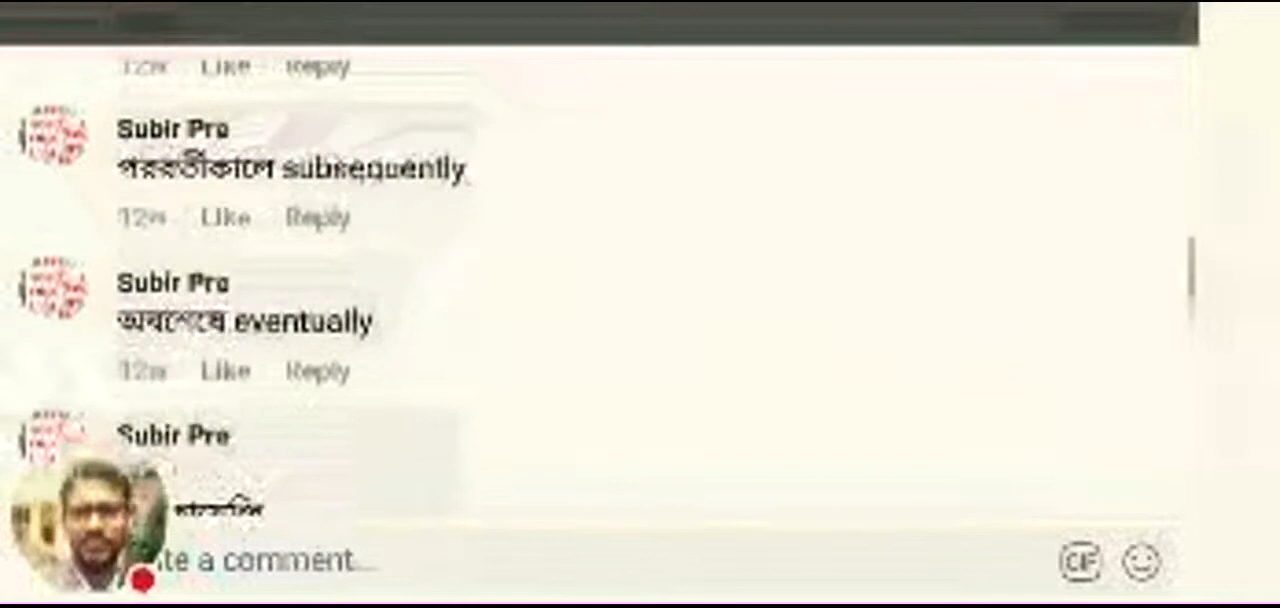 Like Reply
Subir Pro
পরবর্তীকালে subsequently
12w Like Reply
Subir Pro
অবশেষে eventually
12w Like Reply
Subir Pro
te a comment...
GIF